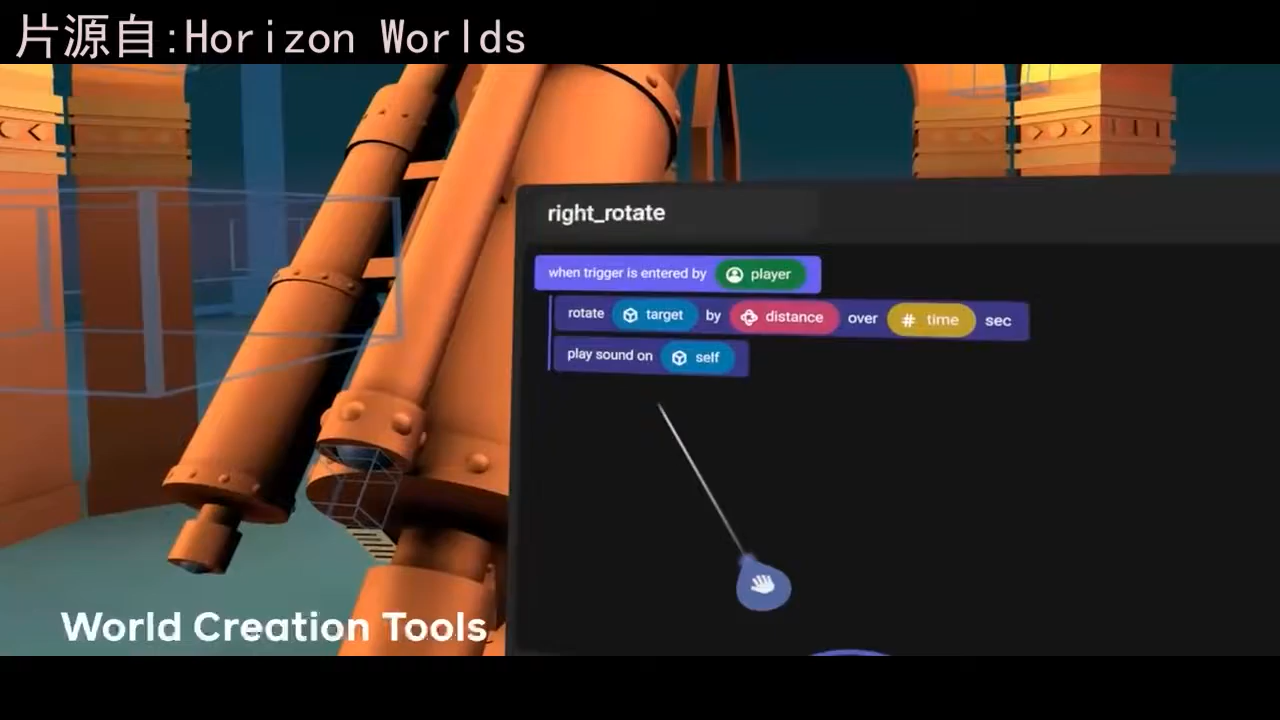 片源自:Horizon Worlds
right_rotate
when trigger is entered by player
rotate target by distance over # time sec
play sound on self
World Creation Tools